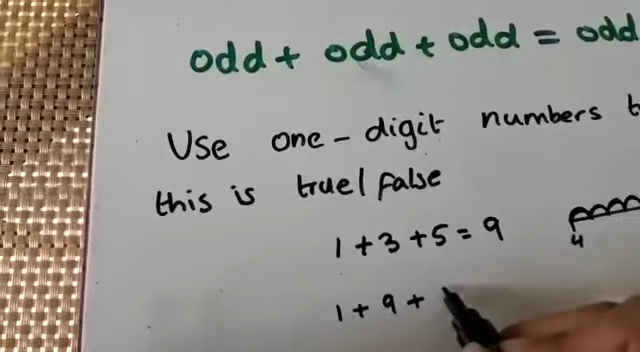 odd + odd + odd = odd
Use one-digit numbers
this is true/false
1 + 3 + 5 = 9
4
1 + 9 +